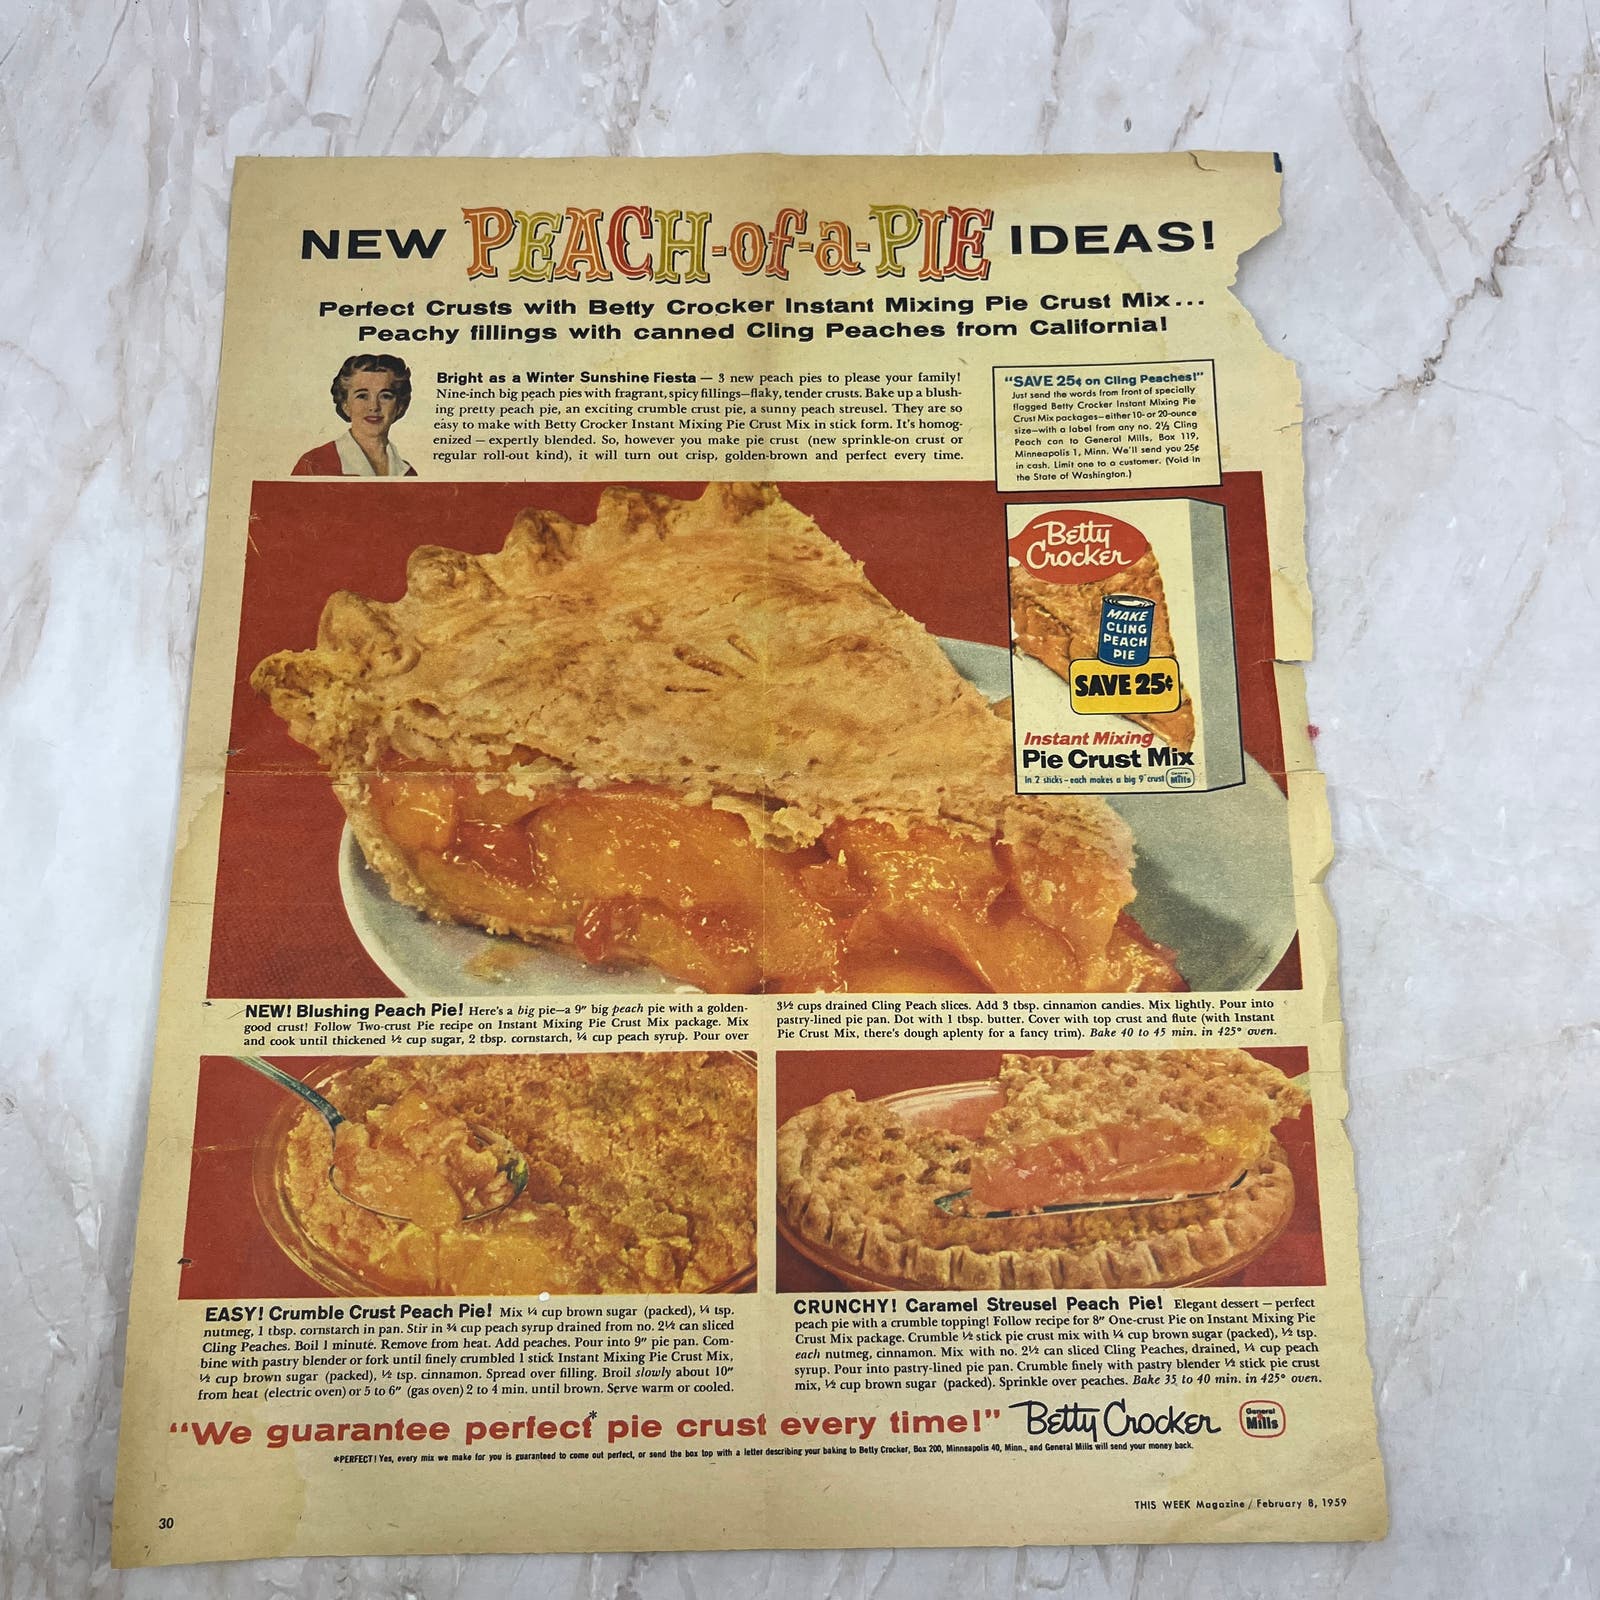 NEW PEACH-of-a-PIE IDEAS!
Perfect Crusts with Betty Crocker Instant Mixing Pie Crust Mix...
Peachy fillings with canned Cling Peaches from California!
Bright as a Winter Sunshine Fiesta — 3 new peach pies to please your family!
Nine-inch big peach pies with fragrant, spicy fillings—flaky, tender crusts. Bake up a blush-
ing pretty peach pie, an exciting crumble crust pie, a sunny peach streusel. They are so
easy to make with Betty Crocker Instant Mixing Pie Crust Mix in stick form. It's homog-
enized — expertly blended. So, however you make pie crust (new sprinkle-on crust or
regular roll-out kind), it will turn out crisp, golden-brown and perfect every time.
"SAVE 25¢ on Cling Peaches!"
Just send the words from front of specially
flagged Betty Crocker Instant Mixing Pie
Crust Mix packages—either 10- or 20-ounce
size—with a label from any no. 2½ Cling
Peach can to General Mills, Box 119,
Minneapolis 1, Minn. We'll send you 25¢
in cash. Limit one to a customer. (Void in
the State of Washington.)
Betty
Crocker
MAKE
CLING
PEACH
PIE
SAVE 25¢
Instant Mixing
Pie Crust Mix
In 2 sticks – each makes a big 9" crust
General
Mills
NEW! Blushing Peach Pie! Here's a big pie—a 9″ big peach pie with a golden-
good crust! Follow Two-crust Pie recipe on Instant Mixing Pie Crust Mix package. Mix
and cook until thickened ½ cup sugar, 2 tbsp. cornstarch, ¼ cup peach syrup. Pour over
3½ cups drained Cling Peach slices. Add 3 tbsp. cinnamon candies. Mix lightly. Pour into
pastry-lined pie pan. Dot with 1 tbsp. butter. Cover with top crust and flute (with Instant
Pie Crust Mix, there's dough aplenty for a fancy trim). Bake 40 to 45 min. in 425° oven.
EASY! Crumble Crust Peach Pie! Mix ¼ cup brown sugar (packed), ¼ tsp.
nutmeg, 1 tbsp. cornstarch in pan. Stir in ¾ cup peach syrup drained from no. 2½ can sliced
Cling Peaches. Boil 1 minute. Remove from heat. Add peaches. Pour into 9″ pie pan. Com-
bine with pastry blender or fork until finely crumbled 1 stick Instant Mixing Pie Crust Mix,
½ cup brown sugar (packed), ½ tsp. cinnamon. Spread over filling. Broil slowly about 10″
from heat (electric oven) or 5 to 6″ (gas oven) 2 to 4 min. until brown. Serve warm or cooled.
CRUNCHY! Caramel Streusel Peach Pie! Elegant dessert — perfect
peach pie with a crumble topping! Follow recipe for 8″ One-crust Pie on Instant Mixing Pie
Crust Mix package. Crumble ½ stick pie crust mix with ¼ cup brown sugar (packed), ½ tsp.
each nutmeg, cinnamon. Mix with no. 2½ can sliced Cling Peaches, drained, ¼ cup peach
syrup. Pour into pastry-lined pie pan. Crumble finely with pastry blender ½ stick pie crust
mix, ½ cup brown sugar (packed). Sprinkle over peaches. Bake 35 to 40 min. in 425° oven.
"We guarantee perfect* pie crust every time!" Betty Crocker
General
Mills
*PERFECT! Yes, every mix we make for you is guaranteed to come out perfect, or send the box top with a letter describing your baking to Betty Crocker, Box 200, Minneapolis 40, Minn., and General Mills will send your money back.
THIS WEEK Magazine / February 8, 1959
30